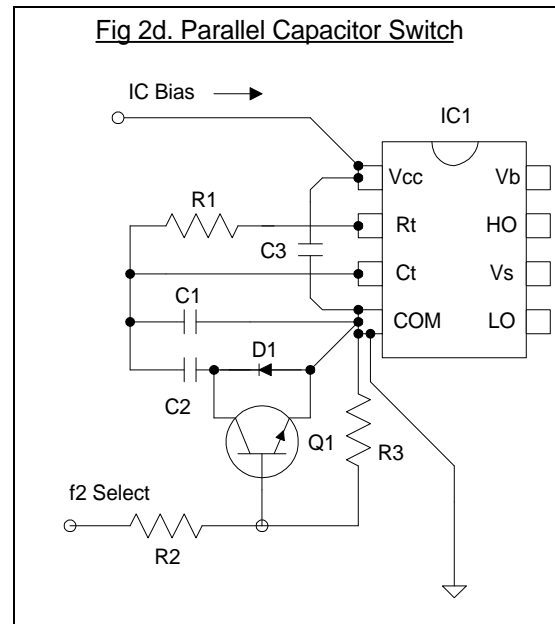 Fig 2d. Parallel Capacitor Switch
IC Bias
IC1
Vcc
Vb
R1
Rt
HO
C3
Ct
Vs
C1
COM
LO
D1
C2
Q1
R3
f2 Select
R2